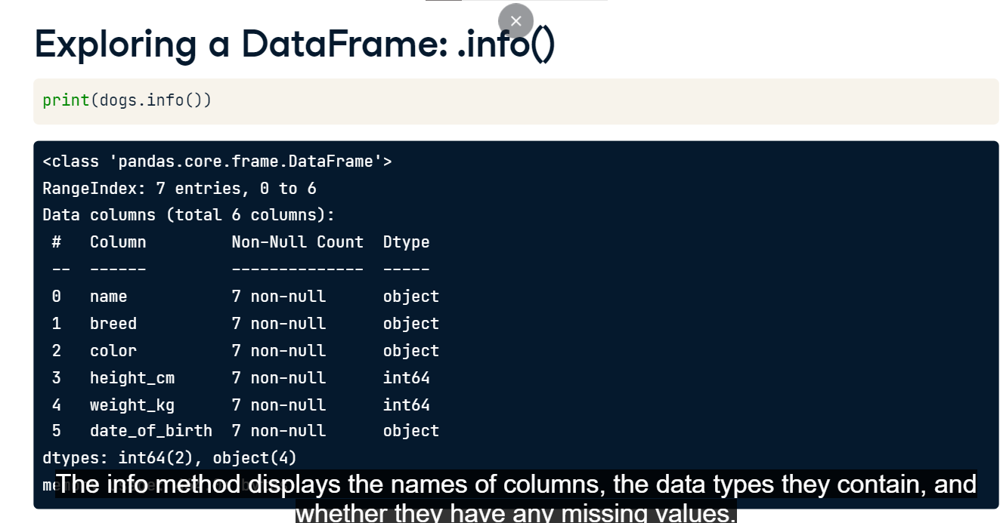 Exploring a DataFrame: .info()
print(dogs.info())
<class 'pandas.core.frame.DataFrame'>
RangeIndex: 7 entries, 0 to 6
Data columns (total 6 columns):
 #   Column         Non-Null Count  Dtype
 --  ------         --------------  -----
 0   name           7 non-null      object
 1   breed          7 non-null      object
 2   color          7 non-null      object
 3   height_cm      7 non-null      int64
 4   weight_kg      7 non-null      int64
 5   date_of_birth  7 non-null      object
dtypes: int64(2), object(4)
The info method displays the names of columns, the data types they contain, and
whether they have any missing values.